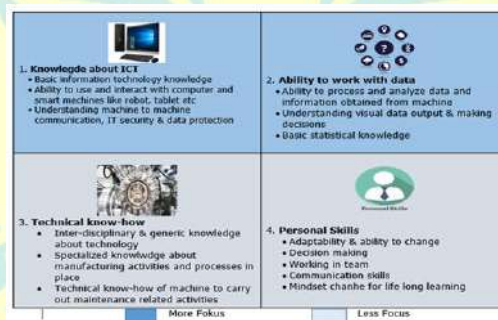 1. Knowlegde about ICT
• Basic information technology knowledge
• Ability to use and interact with computer and
smart mechines like robot, tablet etc
• Understanding machine to machine
communication, IT security & data protection
2. Ability to work with data
• Ability to process and analyze data and
information obtained from machine
• Understanding visual data output & making
decisions
• Basic statistical knowledge
3. Technical know-how
• Inter-disciplinary & generic knowledge
about technology
• Specialized knowlwdge about
manufacturing activities and processes in
place
• Technical know-how of machine to carry
out maintenance related activities
Personal Skills
4. Personal Skills
• Adaptability & ability to change
• Decision making
• Working in team
• Communication skills
• Mindset chanhe for life long learning
More Fokus
Less Focus